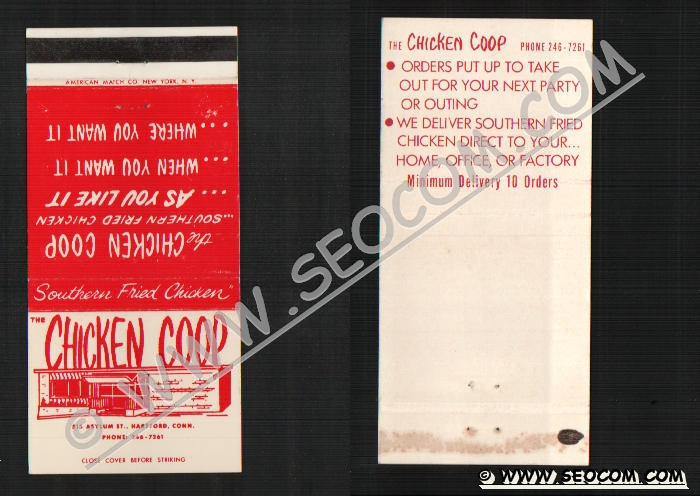 AMERICAN MATCH CO. NEW YORK, N. Y.
...WHERE YOU WANT IT
...WHEN YOU WANT IT
...AS YOU LIKE IT
...SOUTHERN FRIED CHICKEN
the CHICKEN COOP
Southern Fried Chicken"
THE
CHICKEN COOP
515 ASYLUM ST., HARTFORD, CONN.
PHONE: 246-7261
CLOSE COVER BEFORE STRIKING
THE CHICKEN COOP PHONE 246-7261
● ORDERS PUT UP TO TAKE
OUT FOR YOUR NEXT PARTY
OR OUTING
● WE DELIVER SOUTHERN FRIED
CHICKEN DIRECT TO YOUR...
HOME, OFFICE, OR FACTORY
Minimum Delivery 10 Orders
© WWW.SEOCOM.COM
© WWW.SEOCOM.COM